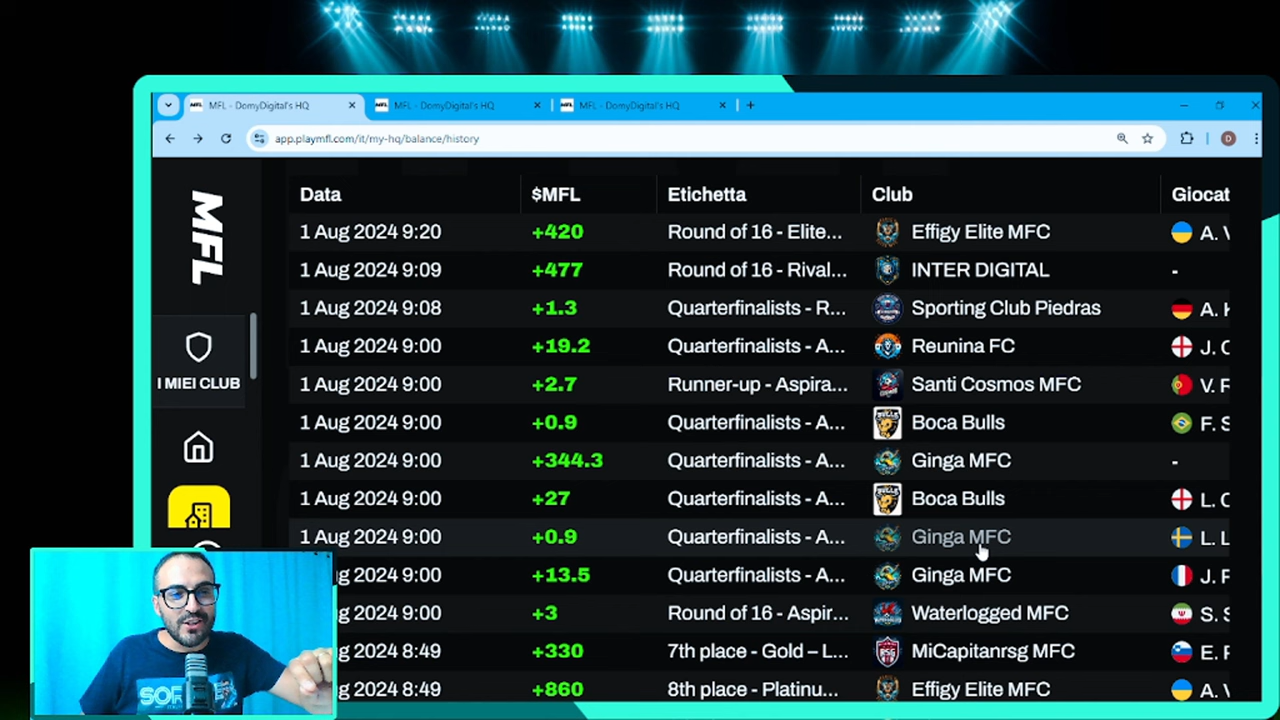 MFL - DomyDigital's HQ MFL - DomyDigital's HQ MFL - DomyDigital's HQ
app.playmfl.com/it/my-hq/balance/history
MFL
I MIEI CLUB
Data $MFL Etichetta Club Giocat
1 Aug 2024 9:20 +420 Round of 16 - Elite... Effigy Elite MFC A. V
1 Aug 2024 9:09 +477 Round of 16 - Rival... INTER DIGITAL -
1 Aug 2024 9:08 +1.3 Quarterfinalists - R... Sporting Club Piedras A. K
1 Aug 2024 9:00 +19.2 Quarterfinalists - A... Reunina FC J. C
1 Aug 2024 9:00 +2.7 Runner-up - Aspira... Santi Cosmos MFC V. F
1 Aug 2024 9:00 +0.9 Quarterfinalists - A... Boca Bulls F. S
1 Aug 2024 9:00 +344.3 Quarterfinalists - A... Ginga MFC -
1 Aug 2024 9:00 +27 Quarterfinalists - A... Boca Bulls L. C
1 Aug 2024 9:00 +0.9 Quarterfinalists - A... Ginga MFC L. L
g 2024 9:00 +13.5 Quarterfinalists - A... Ginga MFC J. F
g 2024 9:00 +3 Round of 16 - Aspir... Waterlogged MFC S. S
g 2024 8:49 +330 7th place - Gold – L... MiCapitanrsg MFC E. F
g 2024 8:49 +860 8th place - Platinu... Effigy Elite MFC A. V